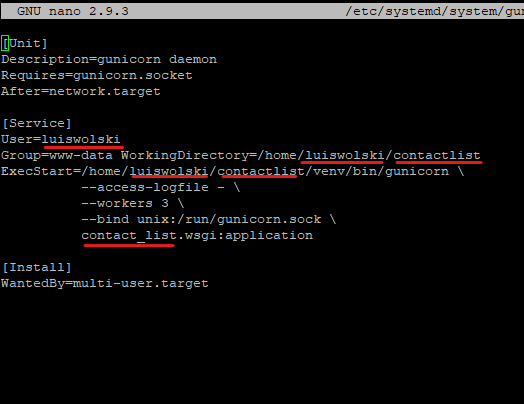 GNU nano 2.9.3 /etc/systemd/system/gun
[Unit]
Description=gunicorn daemon
Requires=gunicorn.socket
After=network.target
[Service]
User=luiswolski
Group=www-data WorkingDirectory=/home/luiswolski/contactlist
ExecStart=/home/luiswolski/contactlist/venv/bin/gunicorn \
--access-logfile - \
--workers 3 \
--bind unix:/run/gunicorn.sock \
contact_list.wsgi:application
[Install]
WantedBy=multi-user.target